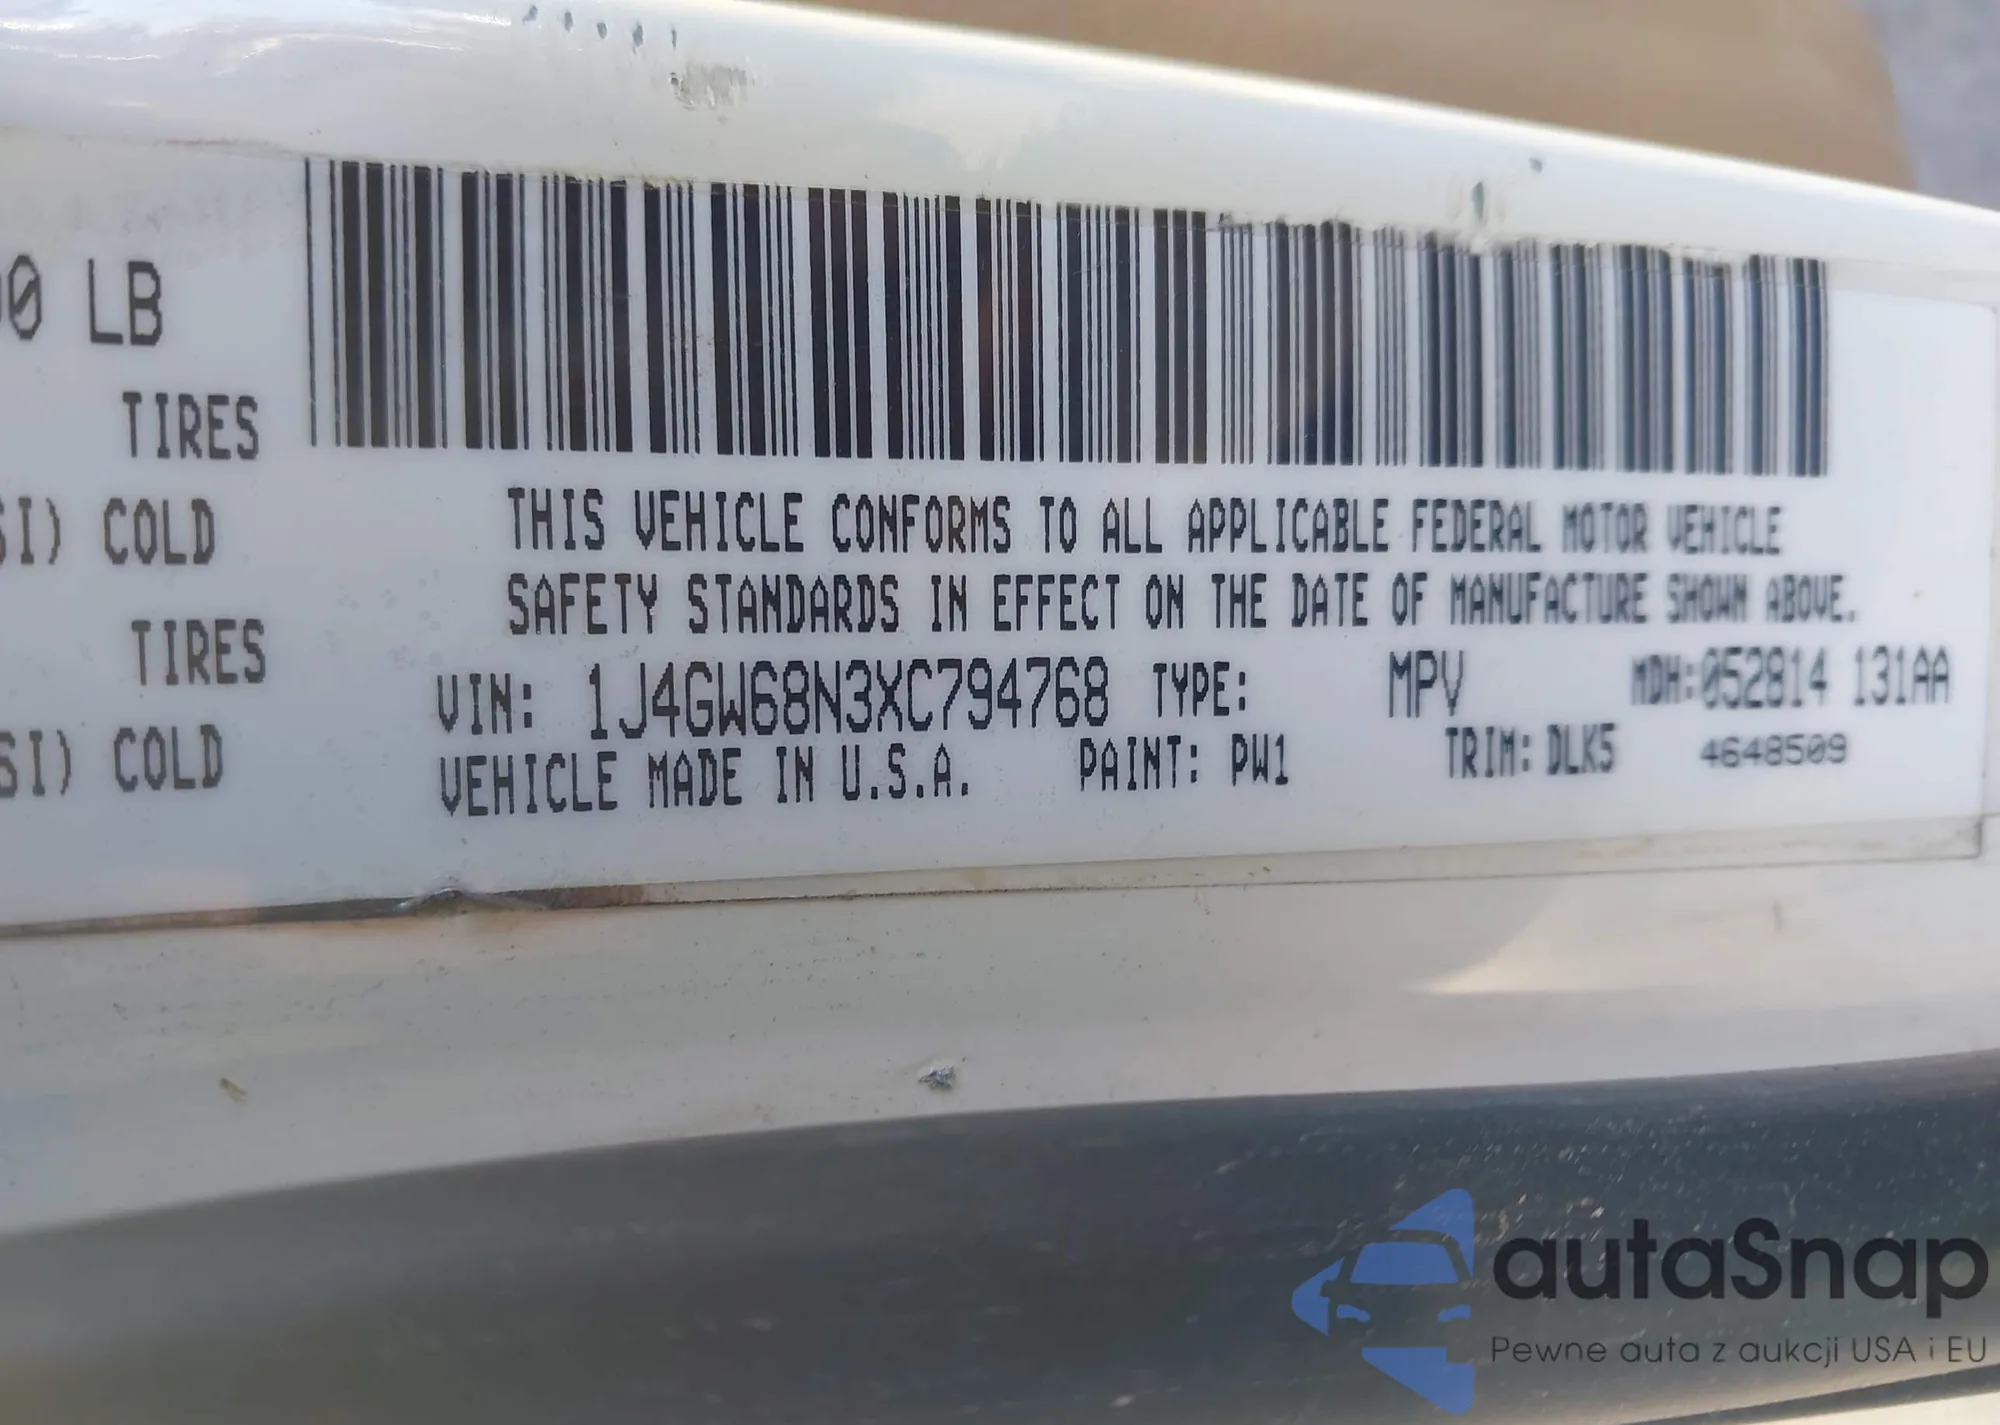 00 LB
TIRES
SI) COLD
TIRES
SI) COLD
THIS VEHICLE CONFORMS TO ALL APPLICABLE FEDERAL MOTOR VEHICLE
SAFETY STANDARDS IN EFFECT ON THE DATE OF MANUFACTURE SHOWN ABOVE.
VIN: 1J4GW68N3XC794768 TYPE: MPV MDH:052814 131AA
VEHICLE MADE IN U.S.A. PAINT: PW1 TRIM: DLK5 4648509
autaSnap
Pewne auta z aukcji USA i EU